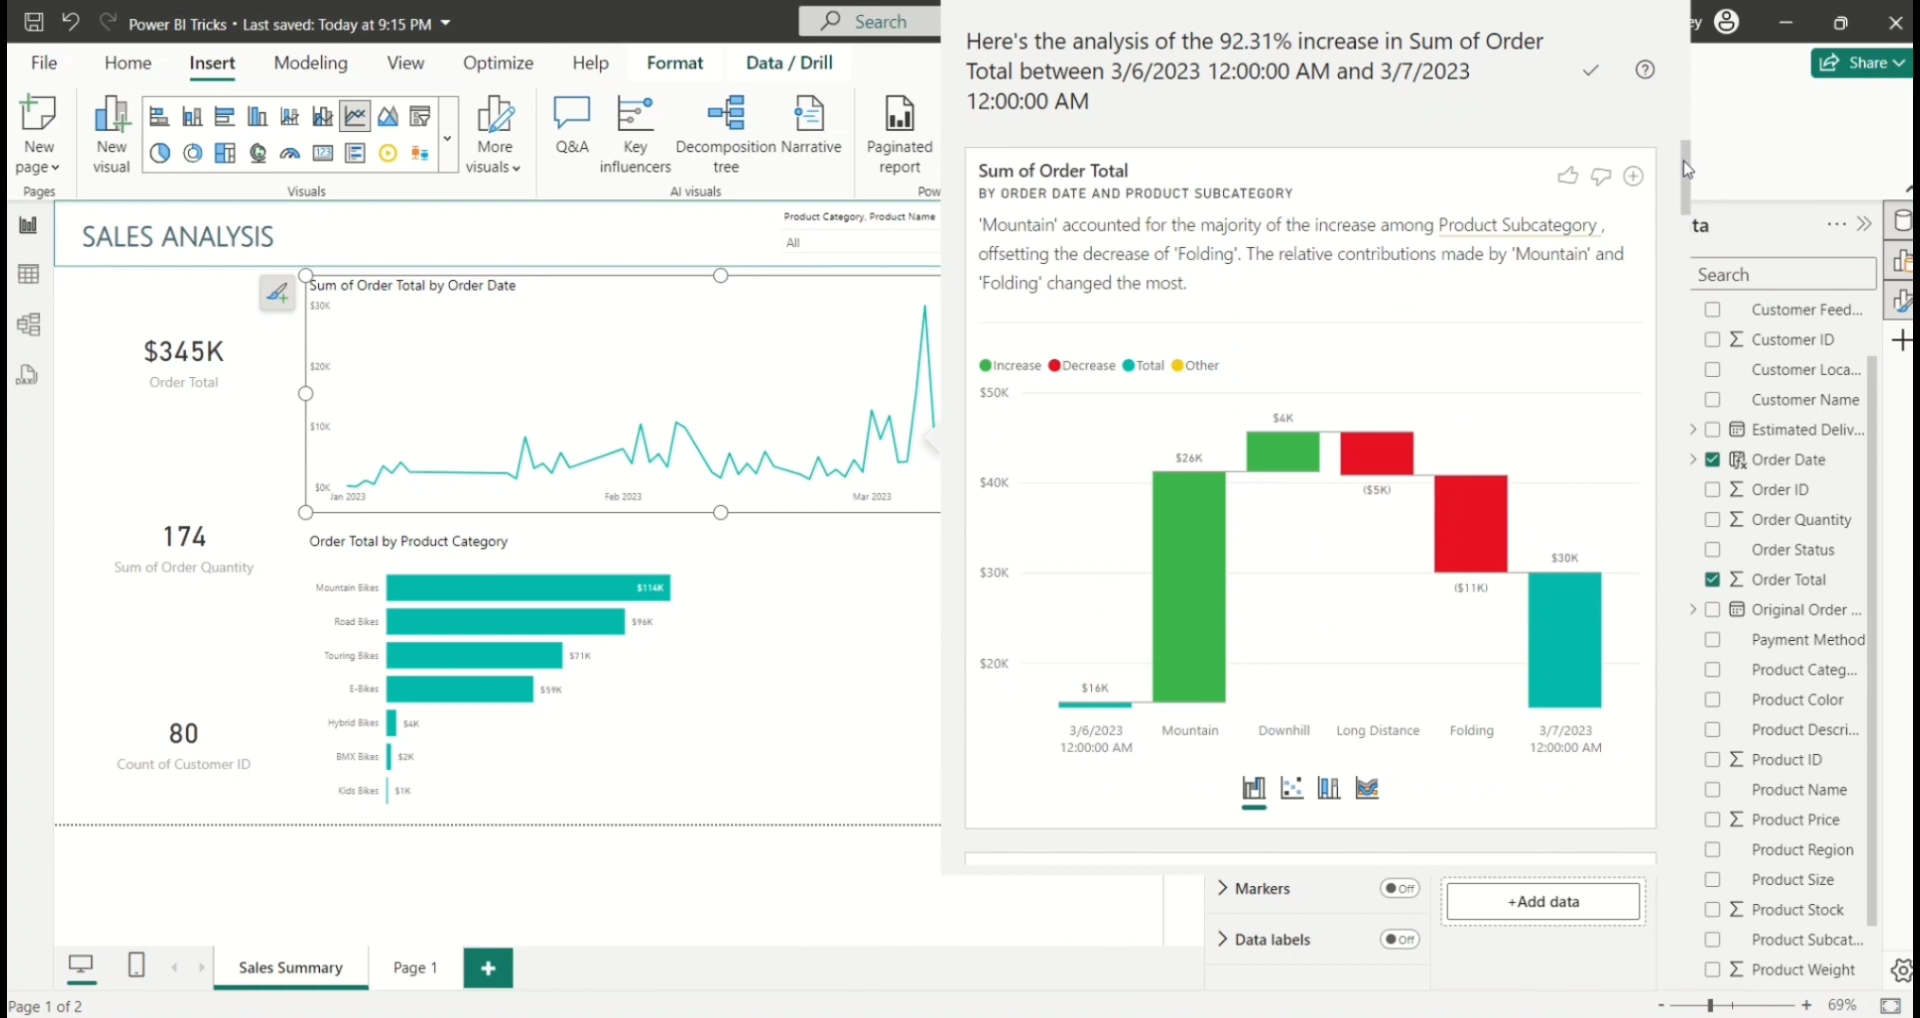 Power BI Tricks • Last saved: Today at 9:15 PM
Search
ey
File Home Insert Modeling View Optimize Help Format Data / Drill
Share
New page
New visual
More visuals
Q&A
Key influencers
Decomposition tree
Narrative
Paginated report
Pages
Visuals
AI visuals
Pow
SALES ANALYSIS
Product Category, Product Name
All
$345K
Order Total
174
Sum of Order Quantity
80
Count of Customer ID
Sum of Order Total by Order Date
$30K
$20K
$10K
$0K
Jan 2023 Feb 2023 Mar 2023
Order Total by Product Category
Mountain Bikes $114K
Road Bikes $96K
Touring Bikes $71K
E-Bikes $59K
Hybrid Bikes $4K
BMX Bikes $2K
Kids Bikes $1K
Here's the analysis of the 92.31% increase in Sum of Order
Total between 3/6/2023 12:00:00 AM and 3/7/2023
12:00:00 AM
Sum of Order Total
BY ORDER DATE AND PRODUCT SUBCATEGORY
'Mountain' accounted for the majority of the increase among Product Subcategory ,
offsetting the decrease of 'Folding'. The relative contributions made by 'Mountain' and
'Folding' changed the most.
Increase Decrease Total Other
$50K
$40K
$30K
$20K
$16K
$26K
$4K
($5K)
($11K)
$30K
3/6/2023 Mountain Downhill Long Distance Folding 3/7/2023
12:00:00 AM 12:00:00 AM
Markers Off
Data labels Off
+Add data
ta
Search
Customer Feed...
Customer ID
Customer Loca...
Customer Name
Estimated Deliv...
Order Date
Order ID
Order Quantity
Order Status
Order Total
Original Order ...
Payment Method
Product Categ...
Product Color
Product Descri...
Product ID
Product Name
Product Price
Product Region
Product Size
Product Stock
Product Subcat...
Product Weight
DAX
Sales Summary Page 1
Page 1 of 2
69%